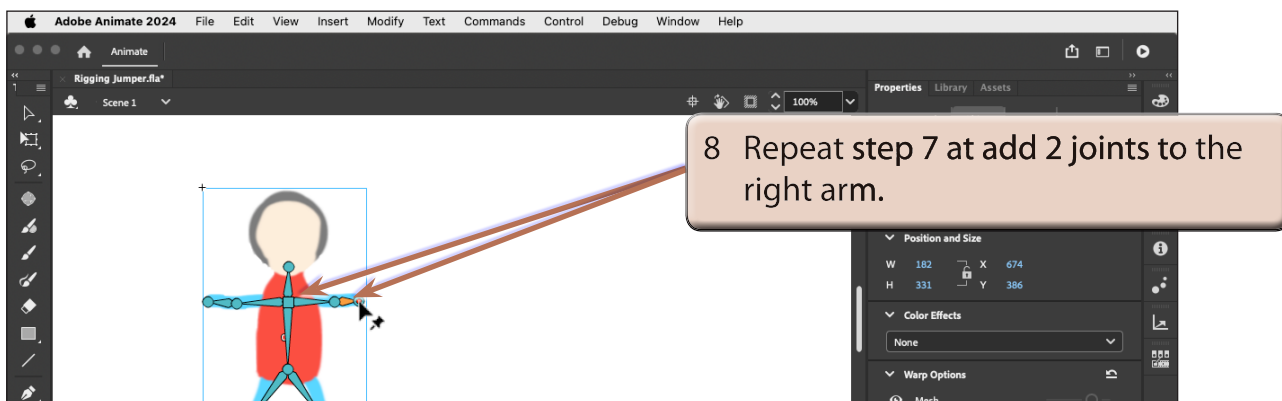 Adobe Animate 2024 File Edit View Insert Modify Text Commands Control Debug Window Help
Animate
Rigging Jumper.fla*
Scene 1
100%
Properties Library Assets
8 Repeat step 7 at add 2 joints to the
right arm.
Position and Size
W 182 X 674
H 331 Y 386
Color Effects
None
Warp Options
Mesh